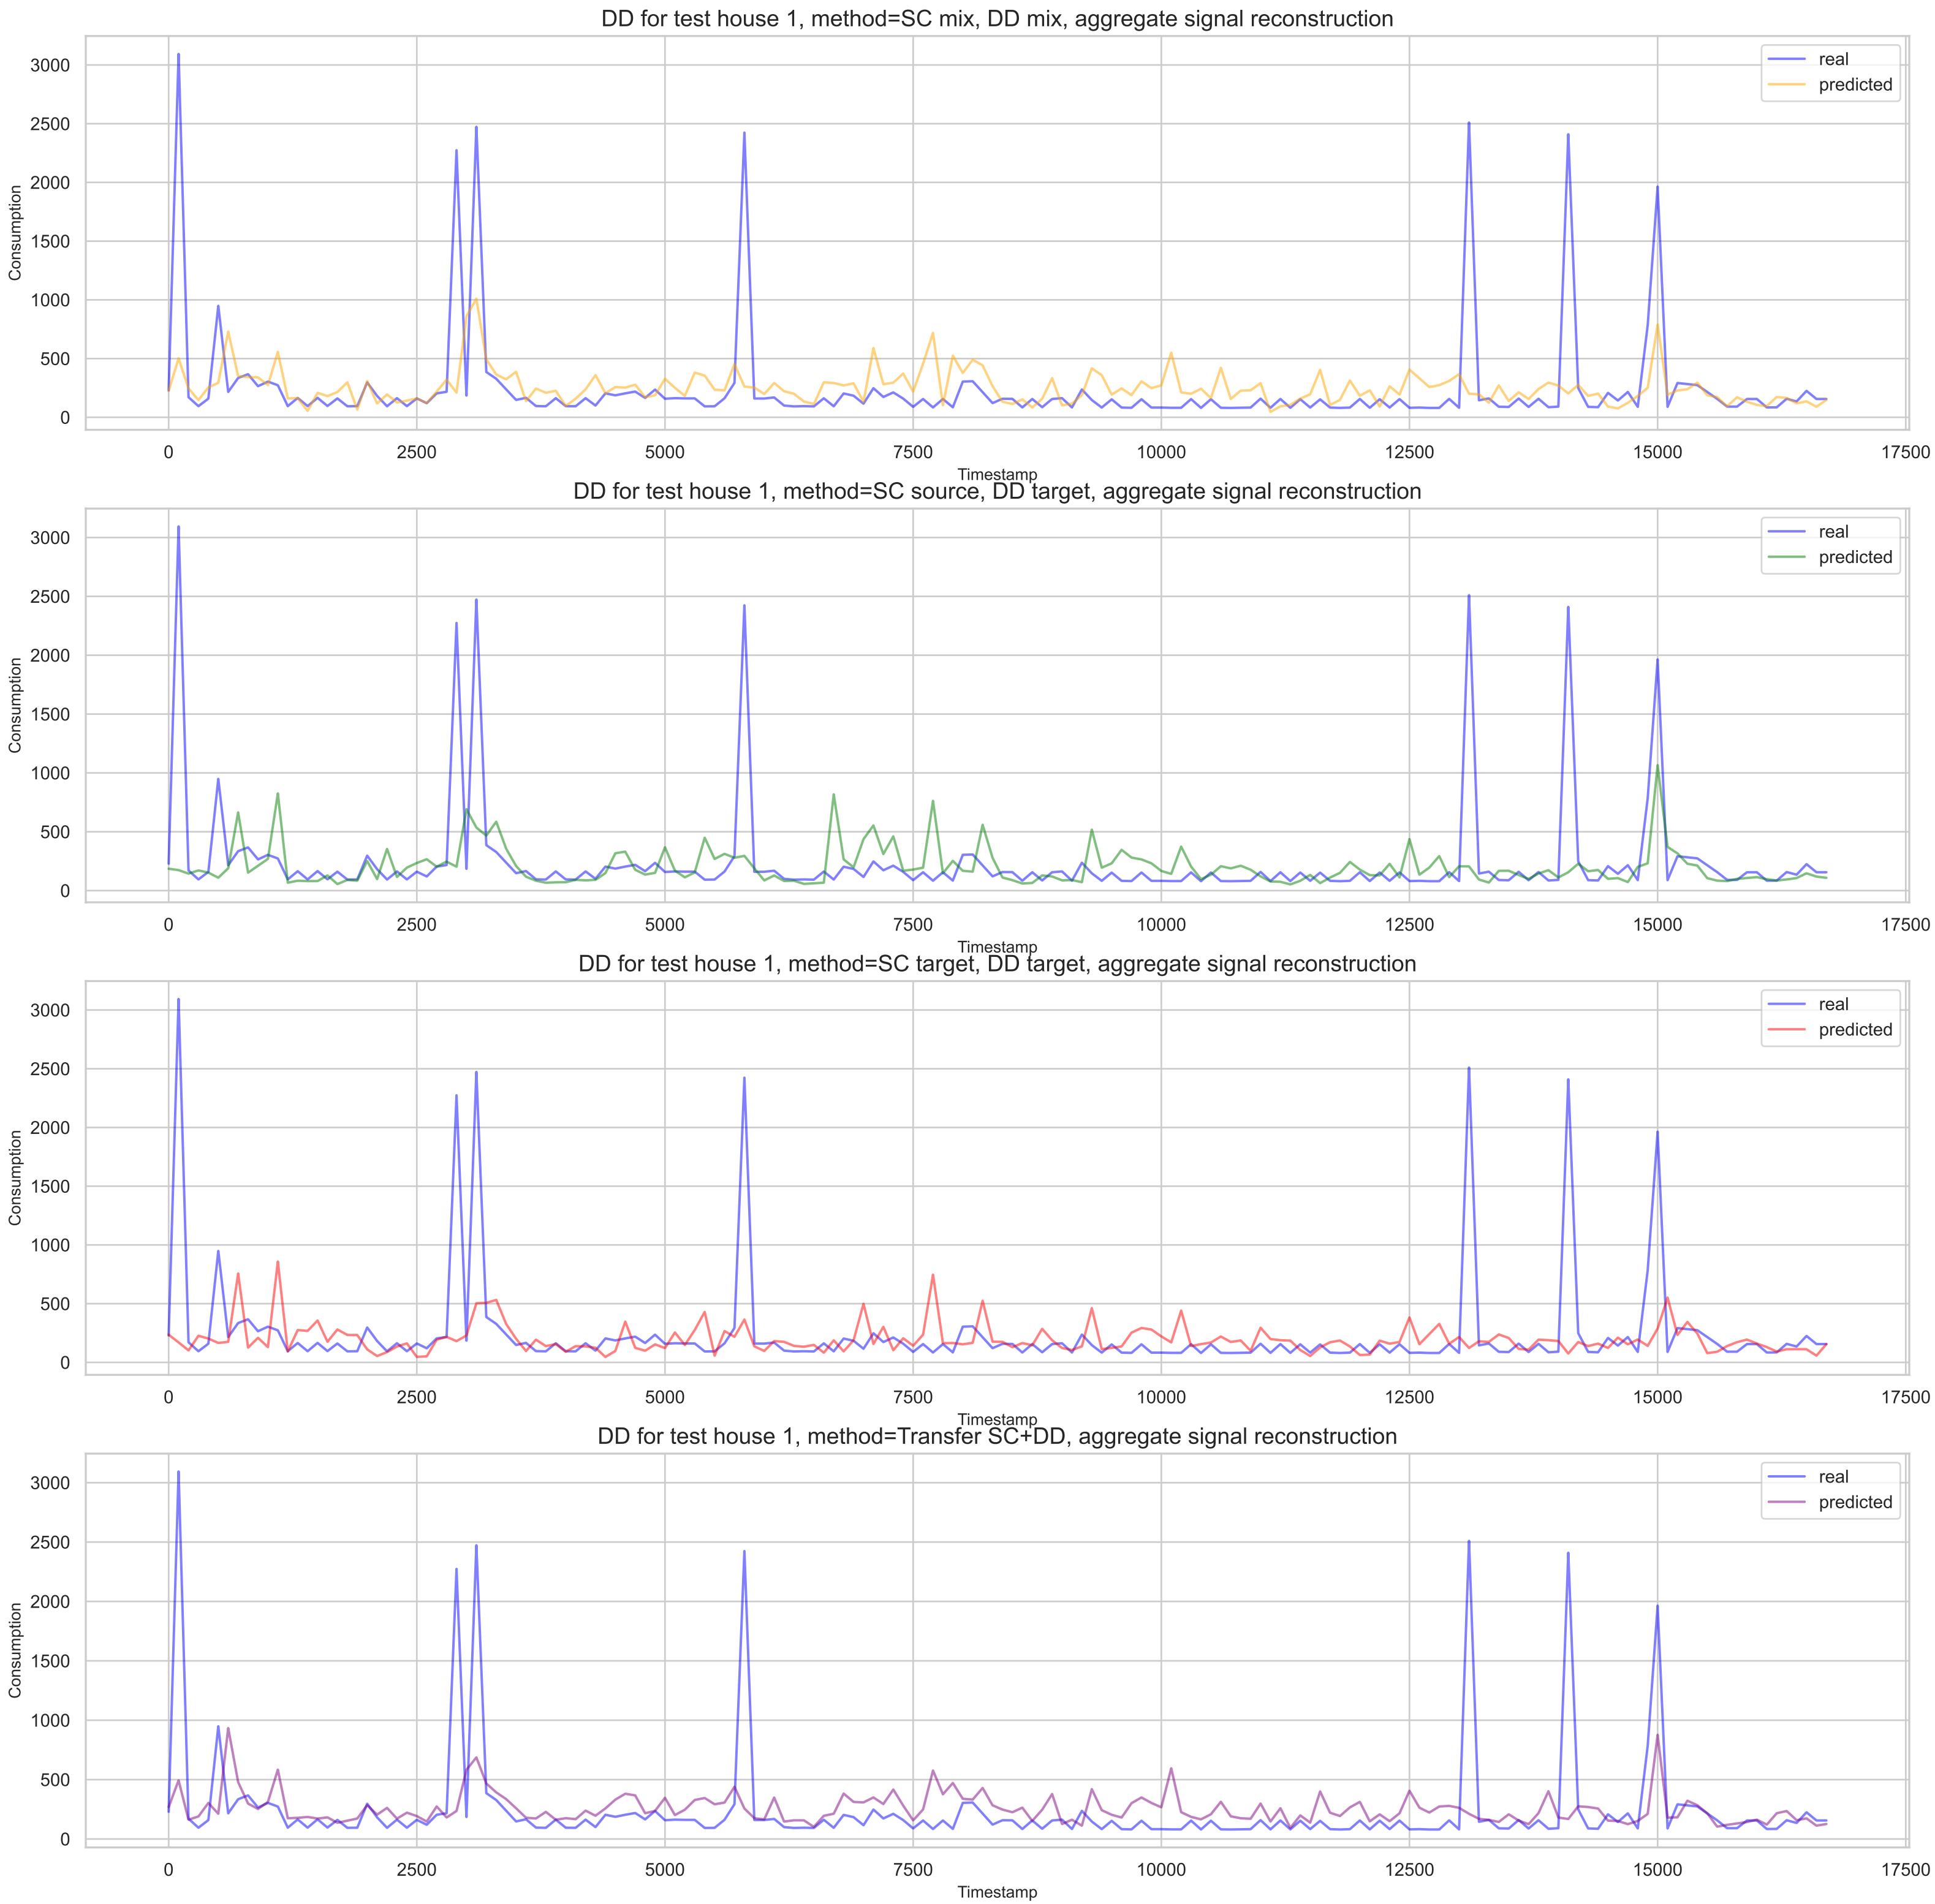 DD for test house 1, method=SC mix, DD mix, aggregate signal reconstruction
real
predicted
Consumption
3000
2500
2000
1500
1000
500
0
0 2500 5000 7500 10000 12500 15000 17500
Timestamp
DD for test house 1, method=SC source, DD target, aggregate signal reconstruction
real
predicted
Consumption
3000
2500
2000
1500
1000
500
0
0 2500 5000 7500 10000 12500 15000 17500
Timestamp
DD for test house 1, method=SC target, DD target, aggregate signal reconstruction
real
predicted
Consumption
3000
2500
2000
1500
1000
500
0
0 2500 5000 7500 10000 12500 15000 17500
Timestamp
DD for test house 1, method=Transfer SC+DD, aggregate signal reconstruction
real
predicted
Consumption
3000
2500
2000
1500
1000
500
0
0 2500 5000 7500 10000 12500 15000 17500
Timestamp